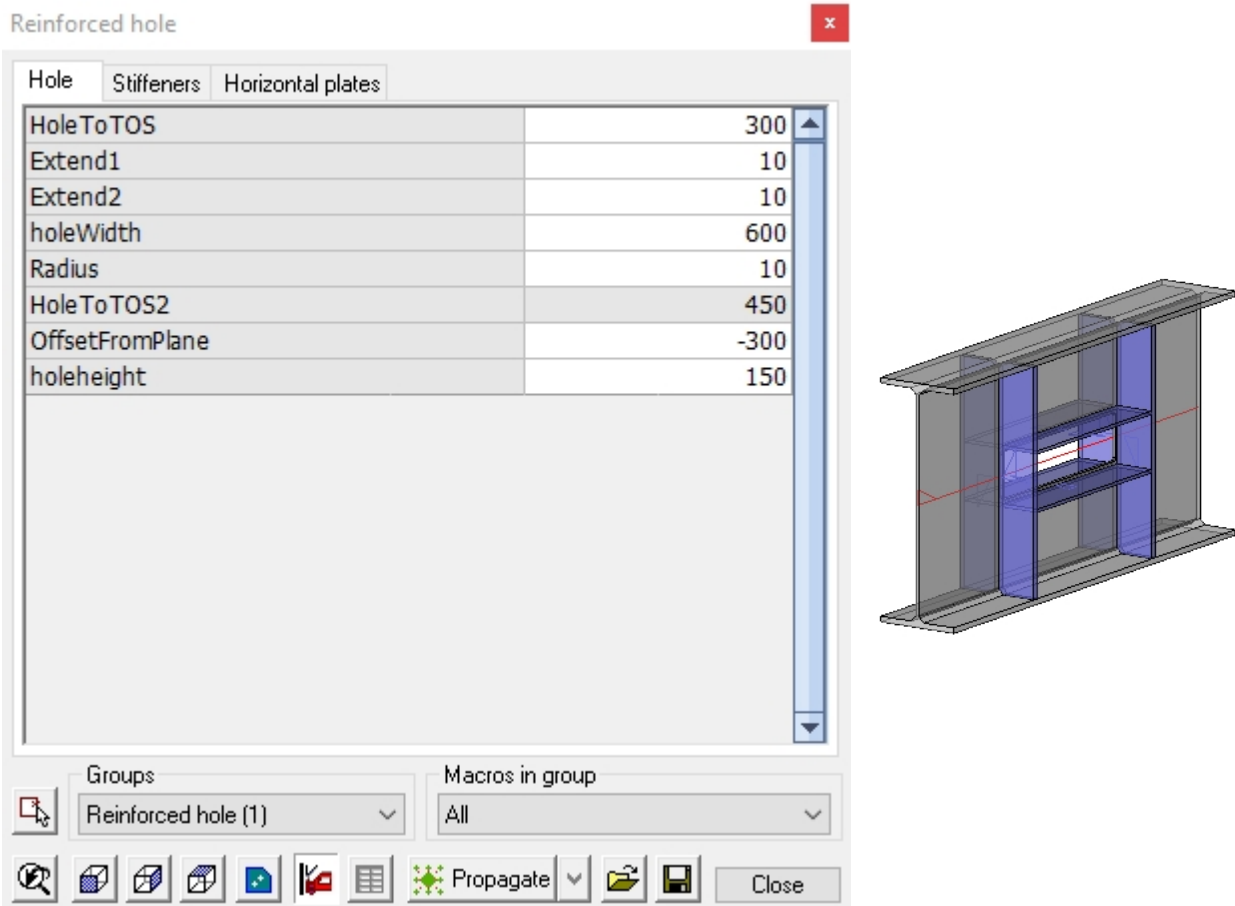 Reinforced hole
x
Hole Stiffeners Horizontal plates
HoleToTOS 300
Extend1 10
Extend2 10
holeWidth 600
Radius 10
HoleToTOS2 450
OffsetFromPlane -300
holeheight 150
Groups Macros in group
Reinforced hole (1) All
Propagate Close